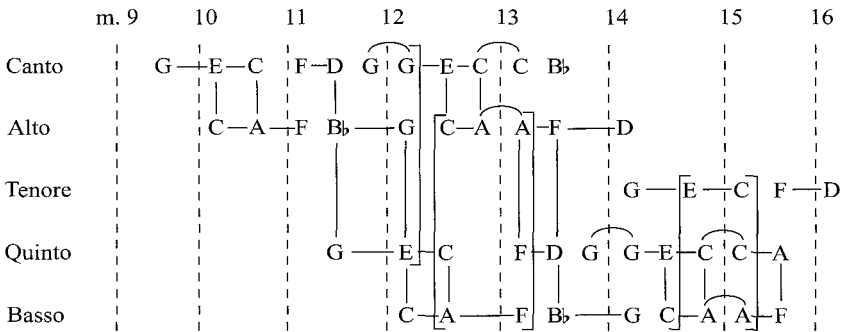 m. 9 10 11 12 13 14 15 16
Canto G E C F D G G E C C B♭
Alto C A F B♭ G C A A F D
Tenore G E C F D
Quinto G E C F D G G E C C A
Basso C A F B♭ G C A A F